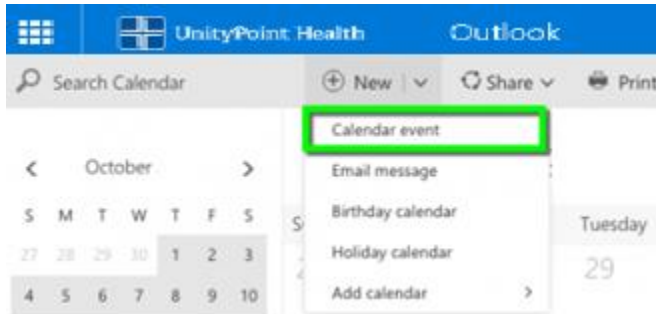 UnityPoint Health Outlook
Search Calendar New Share Print
Calendar event
October
Email message
S M T W T F S
Birthday calendar
Tuesday
27 28 29 30 1 2 3
Holiday calendar
29
4 5 6 7 8 9 10
Add calendar